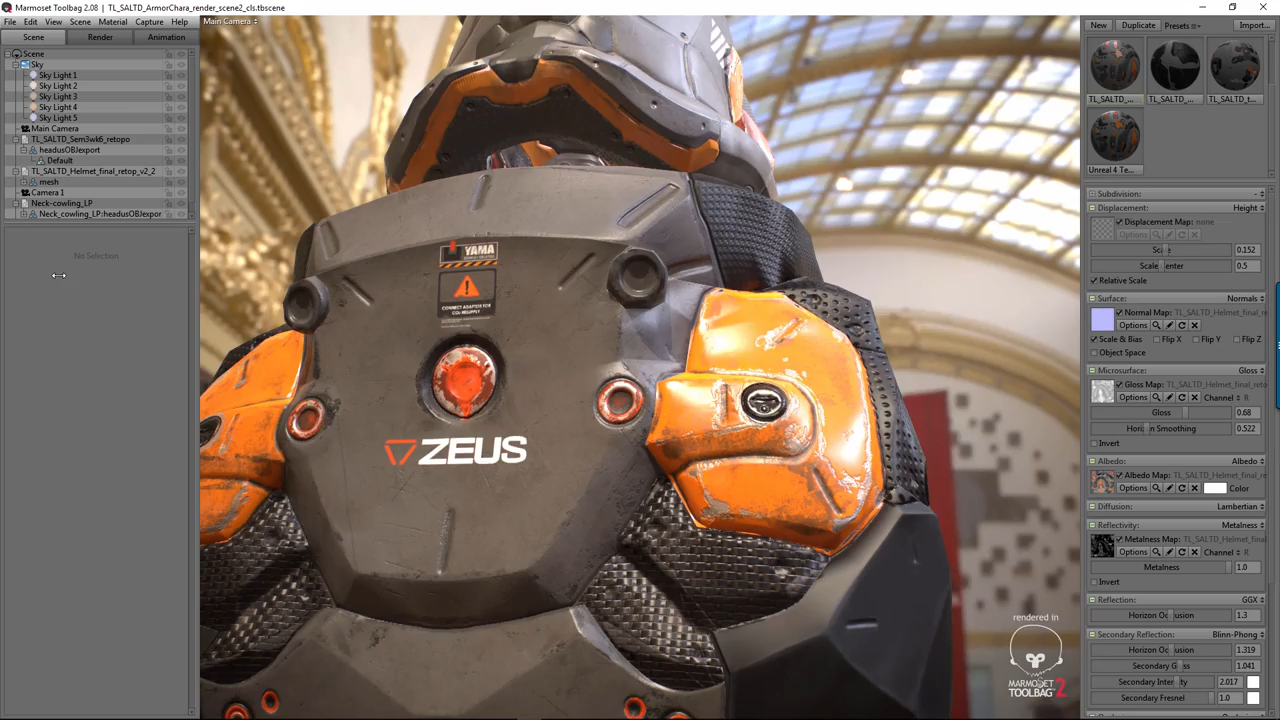 Marmoset Toolbag 2.08 | TL_SALTD_ArmorChara_render_scene2_cls.tbscene
File Edit View Scene Material Capture Help
Scene Render Animation
Scene
Sky
Sky Light 1
Sky Light 2
Sky Light 3
Sky Light 4
Sky Light 5
Main Camera
TL_SALTD_Sem3wk6_retopo
headusOBJexport
Default
TL_SALTD_Helmet_final_retop_v2_2
mesh
Camera 1
Neck-cowling_LP
Neck_cowling_LP:headusOBJexpor
No Selection
Main Camera
YAMA
CONNECT ADAPTOR FOR
ZEUS
rendered in
MARMOSET
TOOLBAG 2
New Duplicate Presets Import...
TL_SALTD_... TL_SALTD_... TL_SALTD_t...
Unreal 4 Te...
Subdivision: -
Displacement: Height
Displacement Map: none
Options
Scale 0.152
Scale Center 0.5
Relative Scale
Surface: Normals
Normal Map: TL_SALTD_Helmet_final_re
Options
Scale & Bias Flip X Flip Y Flip Z
Object Space
Microsurface: Gloss
Gloss Map: TL_SALTD_Helmet_final_reto
Options Channel R
Gloss 0.68
Horizon Smoothing 0.522
Invert
Albedo: Albedo
Albedo Map: TL_SALTD_Helmet_final_re
Options Color
Diffusion: Lambertian
Reflectivity: Metalness
Metalness Map: TL_SALTD_Helmet_final
Options Channel R
Metalness 1.0
Invert
Reflection: GGX
Horizon Occlusion 1.3
Secondary Reflection: Blinn-Phong
Horizon Occlusion 1.319
Secondary Gloss 1.041
Secondary Intensity 2.017
Secondary Fresnel 1.0